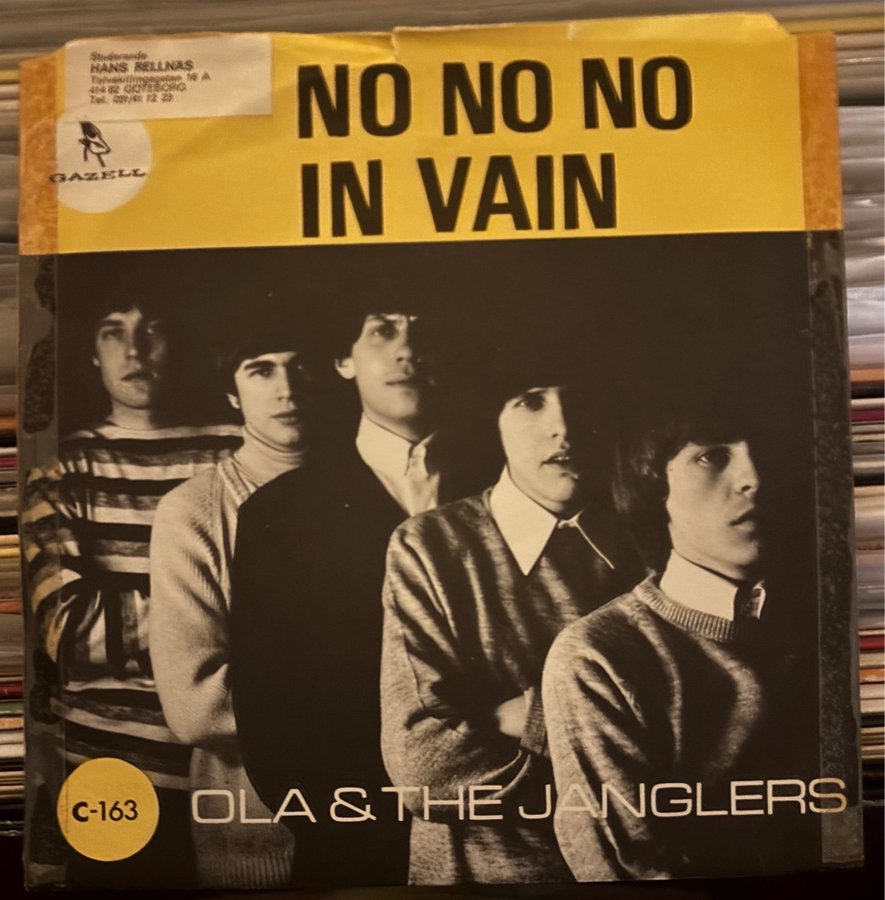 Studerande
HANS RELLNÄS
414 82 GÖTEBORG
GAZELL
NO NO NO
IN VAIN
C-163
OLA & THE JANGLERS